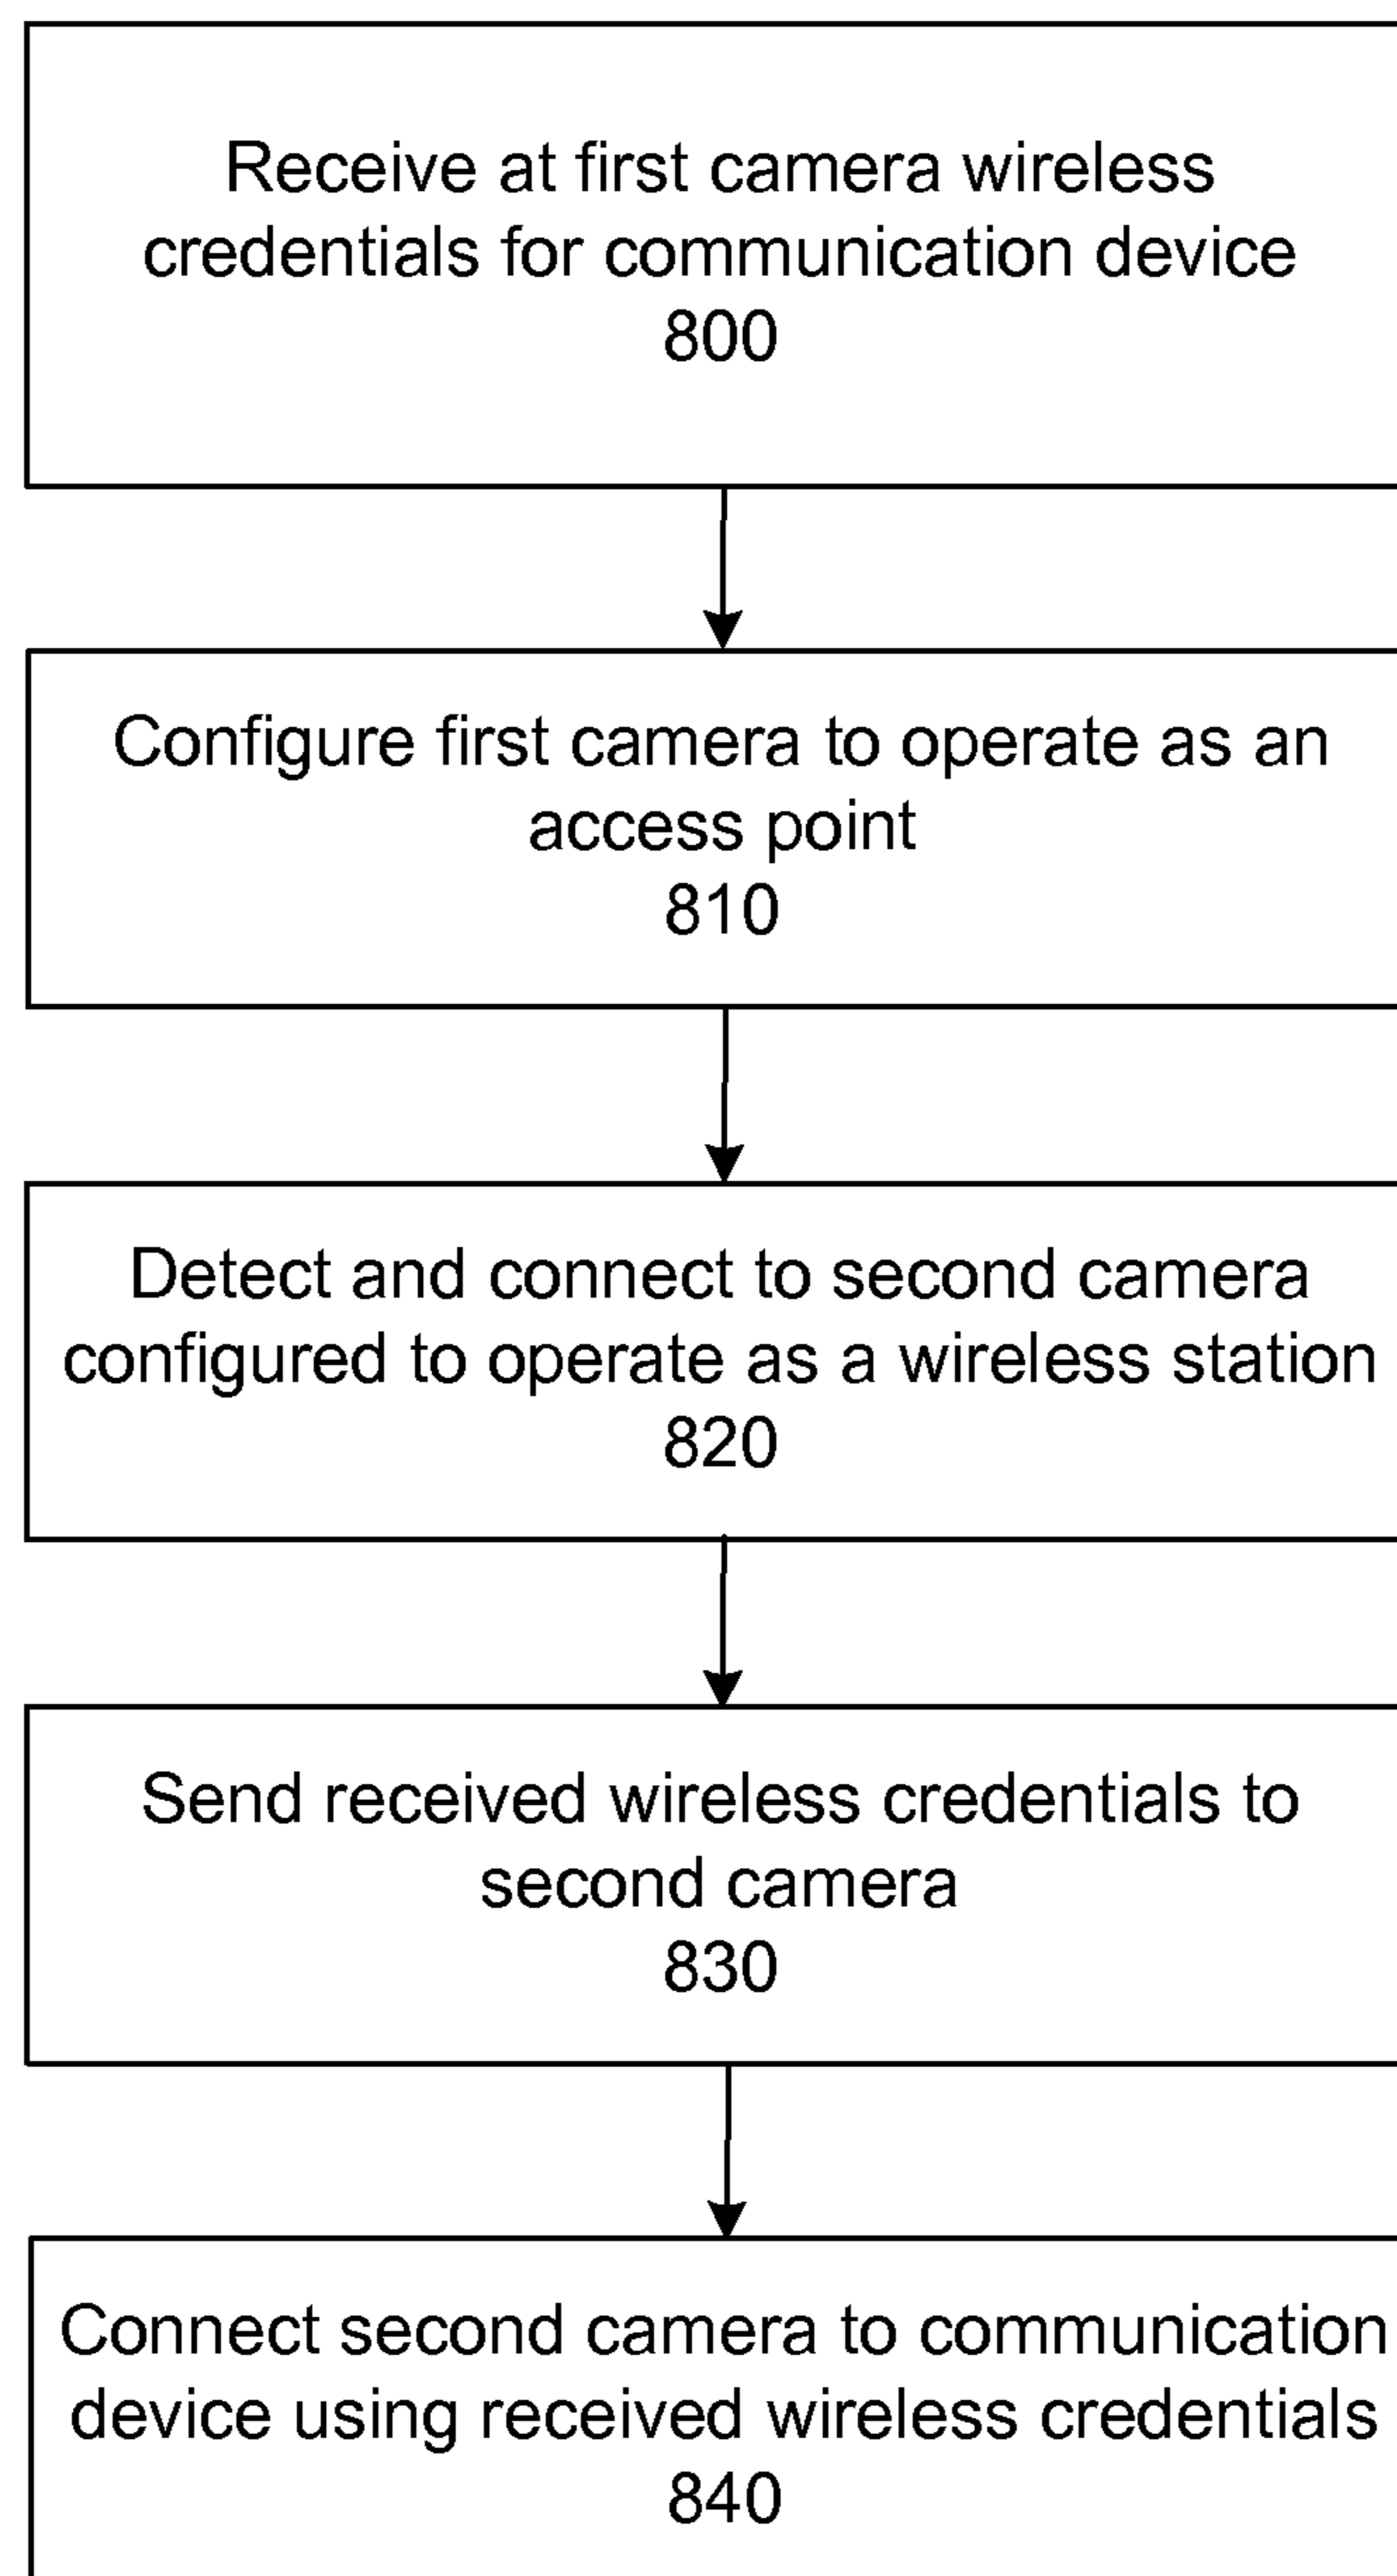 Receive at first camera wireless
credentials for communication device
800
Configure first camera to operate as an
access point
810
Detect and connect to second camera
configured to operate as a wireless station
820
Send received wireless credentials to
second camera
830
Connect second camera to communication
device using received wireless credentials
840